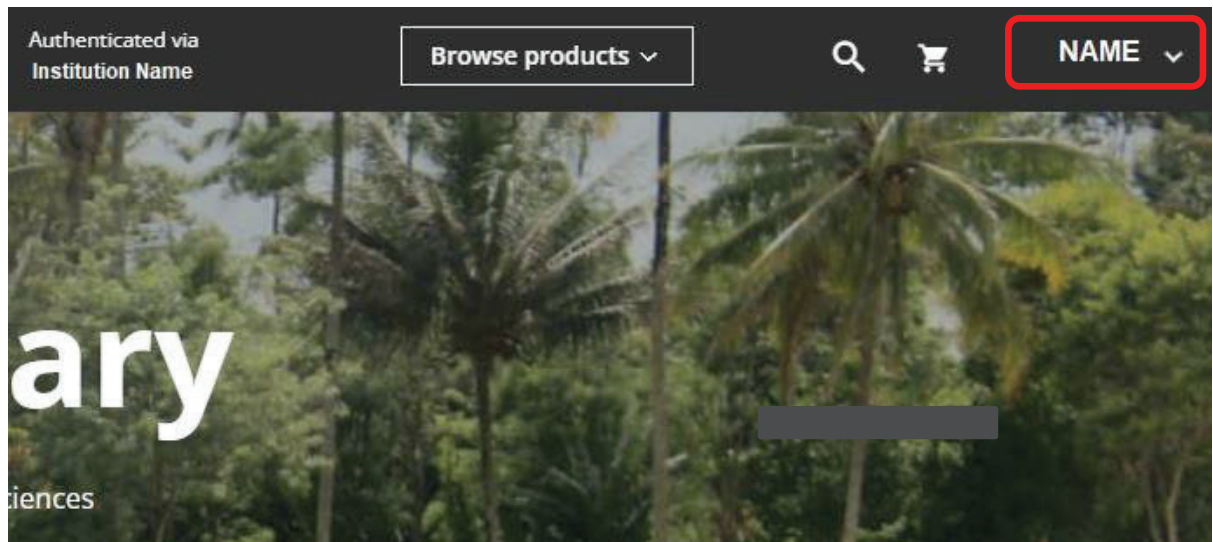 Authenticated via
Institution Name
Browse products
NAME
ary
iences